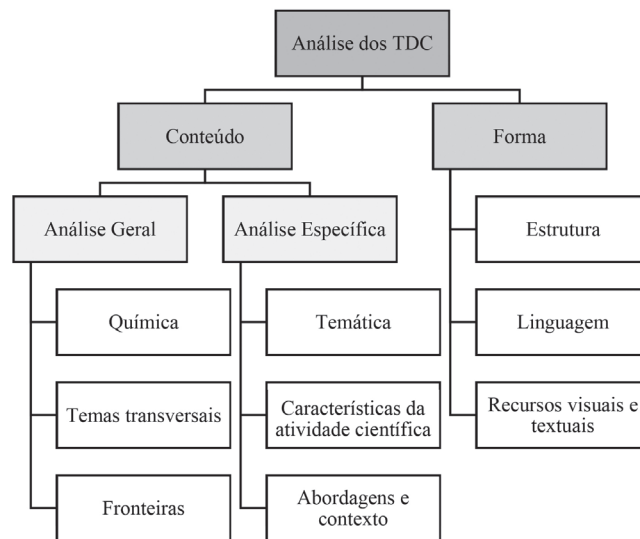 Análise dos TDC
Conteúdo
Forma
Análise Geral
Análise Específica
Estrutura
Química
Temática
Linguagem
Temas transversais
Características da
atividade científica
Recursos visuais e
textuais
Fronteiras
Abordagens e
contexto